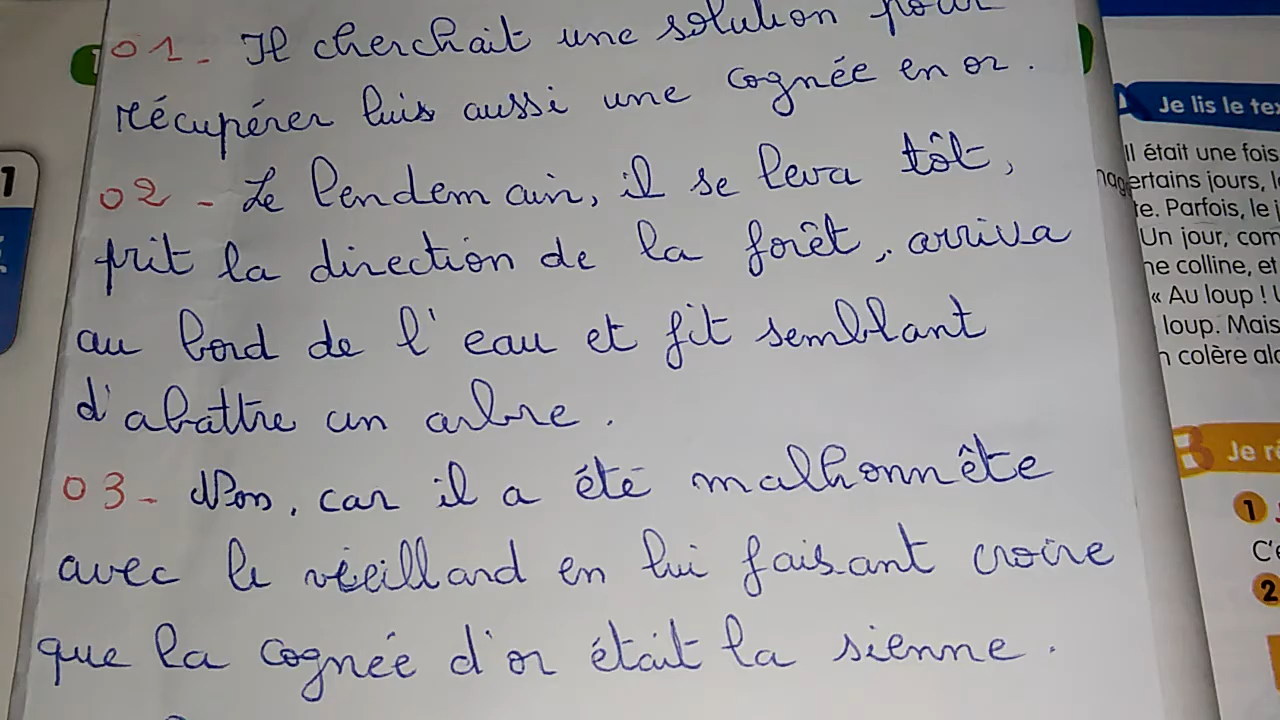 01. Il cherchait une solution pour
récupérer luis aussi une cognée en or.
02 - Le lendemain, il se leva tôt,
prit la direction de la forêt, arriva
au bord de l'eau et fit semblant
d'abattre un arbre.
03 - Non, car il a été malhonnête
avec le vieillard en lui faisant croire
que la cognée d'or était la sienne.
1
Je lis le
Il était une fois
ertains jours,
te. Parfois, le
Un jour,
ne colline, et
« Au loup !
loup. Mais
n colère
Je
1
2